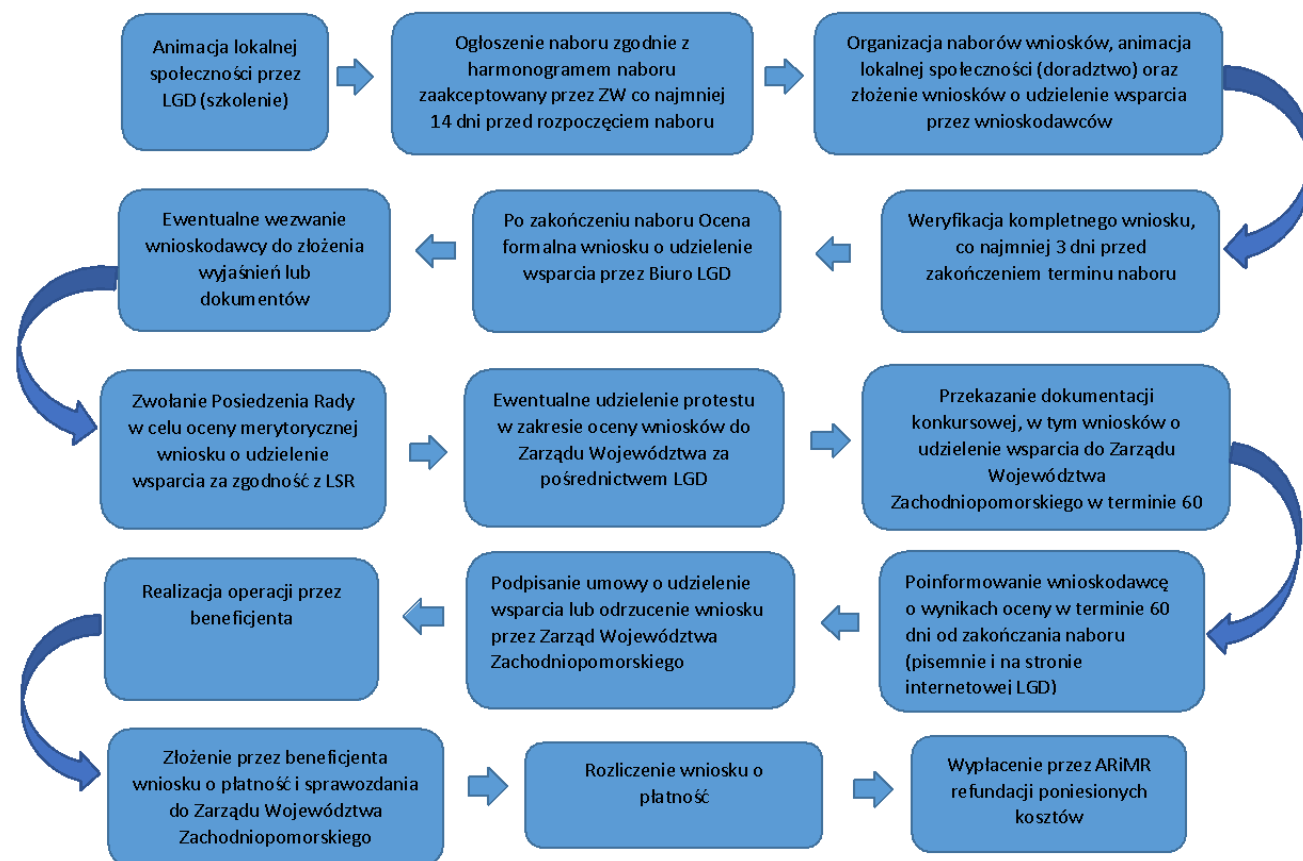 Animacja lokalnej
społeczności przez
LGD (szkolenie)
Ogłoszenie naboru zgodnie z
harmonogramem naboru
zaakceptowany przez ZW co najmniej
14 dni przed rozpoczęciem naboru
Organizacja naborów wniosków, animacja
lokalnej społeczności (doradztwo) oraz
złożenie wniosków o udzielenie wsparcia
przez wnioskodawców
Weryfikacja kompletnego wniosku,
co najmniej 3 dni przed
zakończeniem terminu naboru
Po zakończeniu naboru Ocena
formalna wniosku o udzielenie
wsparcia przez Biuro LGD
Ewentualne wezwanie
wnioskodawcy do złożenia
wyjaśnień lub
dokumentów
Zwołanie Posiedzenia Rady
w celu oceny merytorycznej
wniosku o udzielenie
wsparcia za zgodność z LSR
Ewentualne udzielenie protestu
w zakresie oceny wniosków do
Zarządu Województwa za
pośrednictwem LGD
Przekazanie dokumentacji
konkursowej, w tym wniosków o
udzielenie wsparcia do Zarządu
Województwa
Zachodniopomorskiego w terminie 60
Poinformowanie wnioskodawcę
o wynikach oceny w terminie 60
dni od zakończania naboru
(pisemnie i na stronie
internetowej LGD)
Podpisanie umowy o udzielenie
wsparcia lub odrzucenie wniosku
przez Zarząd Województwa
Zachodniopomorskiego
Realizacja operacji przez
beneficjenta
Złożenie przez beneficjenta
wniosku o płatność i sprawozdania
do Zarządu Województwa
Zachodniopomorskiego
Rozliczenie wniosku o
płatność
Wypłacenie przez ARiMR
refundacji poniesionych
kosztów